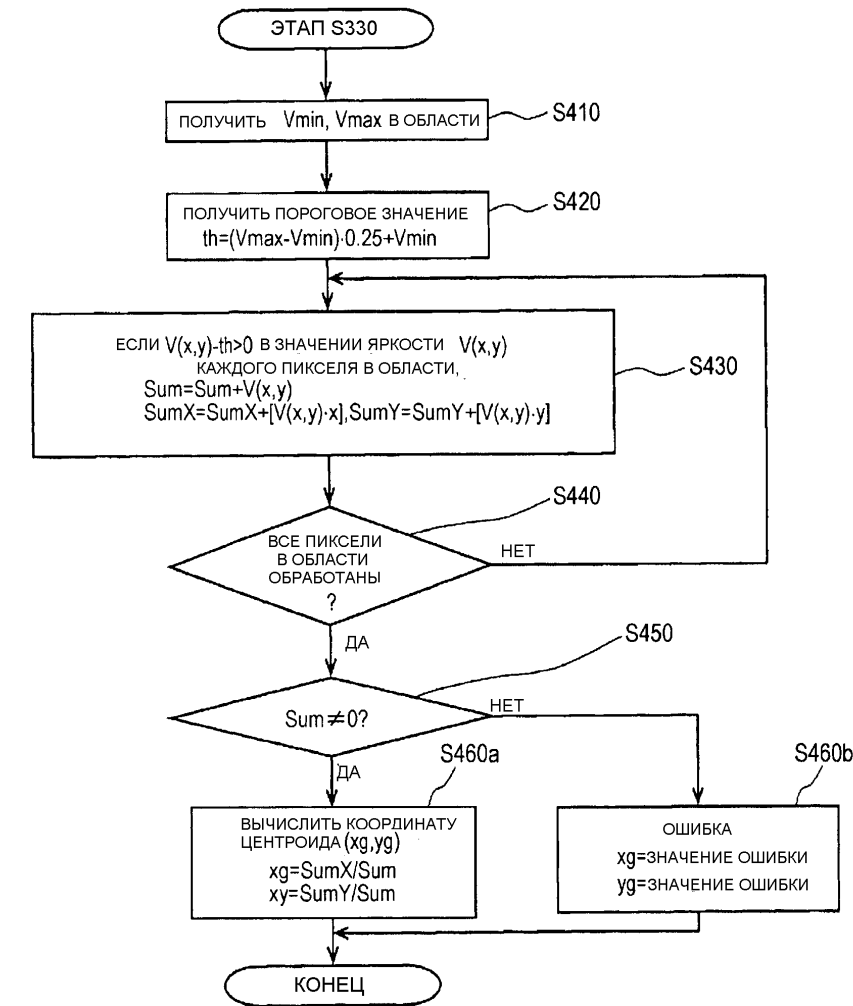 ЭТАП S330
ПОЛУЧИТЬ Vmin, Vmax В ОБЛАСТИ
S410
ПОЛУЧИТЬ ПОРОГОВОЕ ЗНАЧЕНИЕ
th=(Vmax-Vmin)·0.25+Vmin
S420
ЕСЛИ V(x,y)-th>0 В ЗНАЧЕНИИ ЯРКОСТИ V(x,y)
КАЖДОГО ПИКСЕЛЯ В ОБЛАСТИ,
Sum=Sum+V(x,y)
SumX=SumX+[V(x,y)·x],SumY=SumY+[V(x,y)·y]
S430
S440
ВСЕ ПИКСЕЛИ
В ОБЛАСТИ
ОБРАБОТАНЫ
?
НЕТ
ДА
S450
Sum≠0?
НЕТ
ДА
S460a
ВЫЧИСЛИТЬ КООРДИНАТУ
ЦЕНТРОИДА (xg,yg)
xg=SumX/Sum
xy=SumY/Sum
S460b
ОШИБКА
xg=ЗНАЧЕНИЕ ОШИБКИ
yg=ЗНАЧЕНИЕ ОШИБКИ
КОНЕЦ